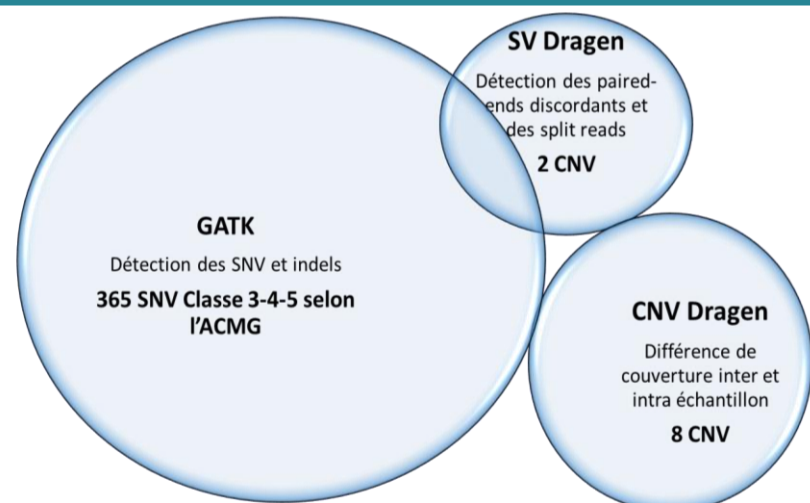 SV Dragen
Détection des paired-
ends discordants et
des split reads
2 CNV
GATK
Détection des SNV et indels
365 SNV Classe 3-4-5 selon
l’ACMG
CNV Dragen
Différence de
couverture inter et
intra échantillon
8 CNV